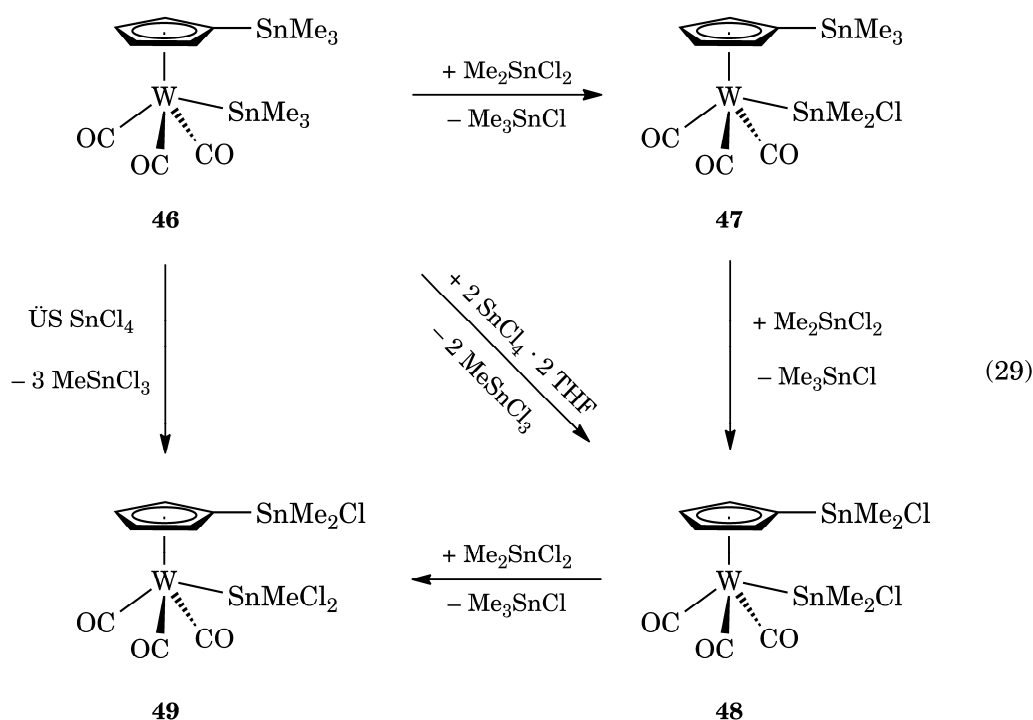 SnMe₃
W
SnMe₃
OC
OC
CO
46
+ Me₂SnCl₂
– Me₃SnCl
SnMe₃
W
SnMe₂Cl
OC
OC
CO
47
ÜS SnCl₄
– 3 MeSnCl₃
+ 2 SnCl₄ · 2 THF
– 2 MeSnCl₃
+ Me₂SnCl₂
– Me₃SnCl
(29)
SnMe₂Cl
W
SnMeCl₂
OC
OC
CO
49
+ Me₂SnCl₂
– Me₃SnCl
SnMe₂Cl
W
SnMe₂Cl
OC
OC
CO
48